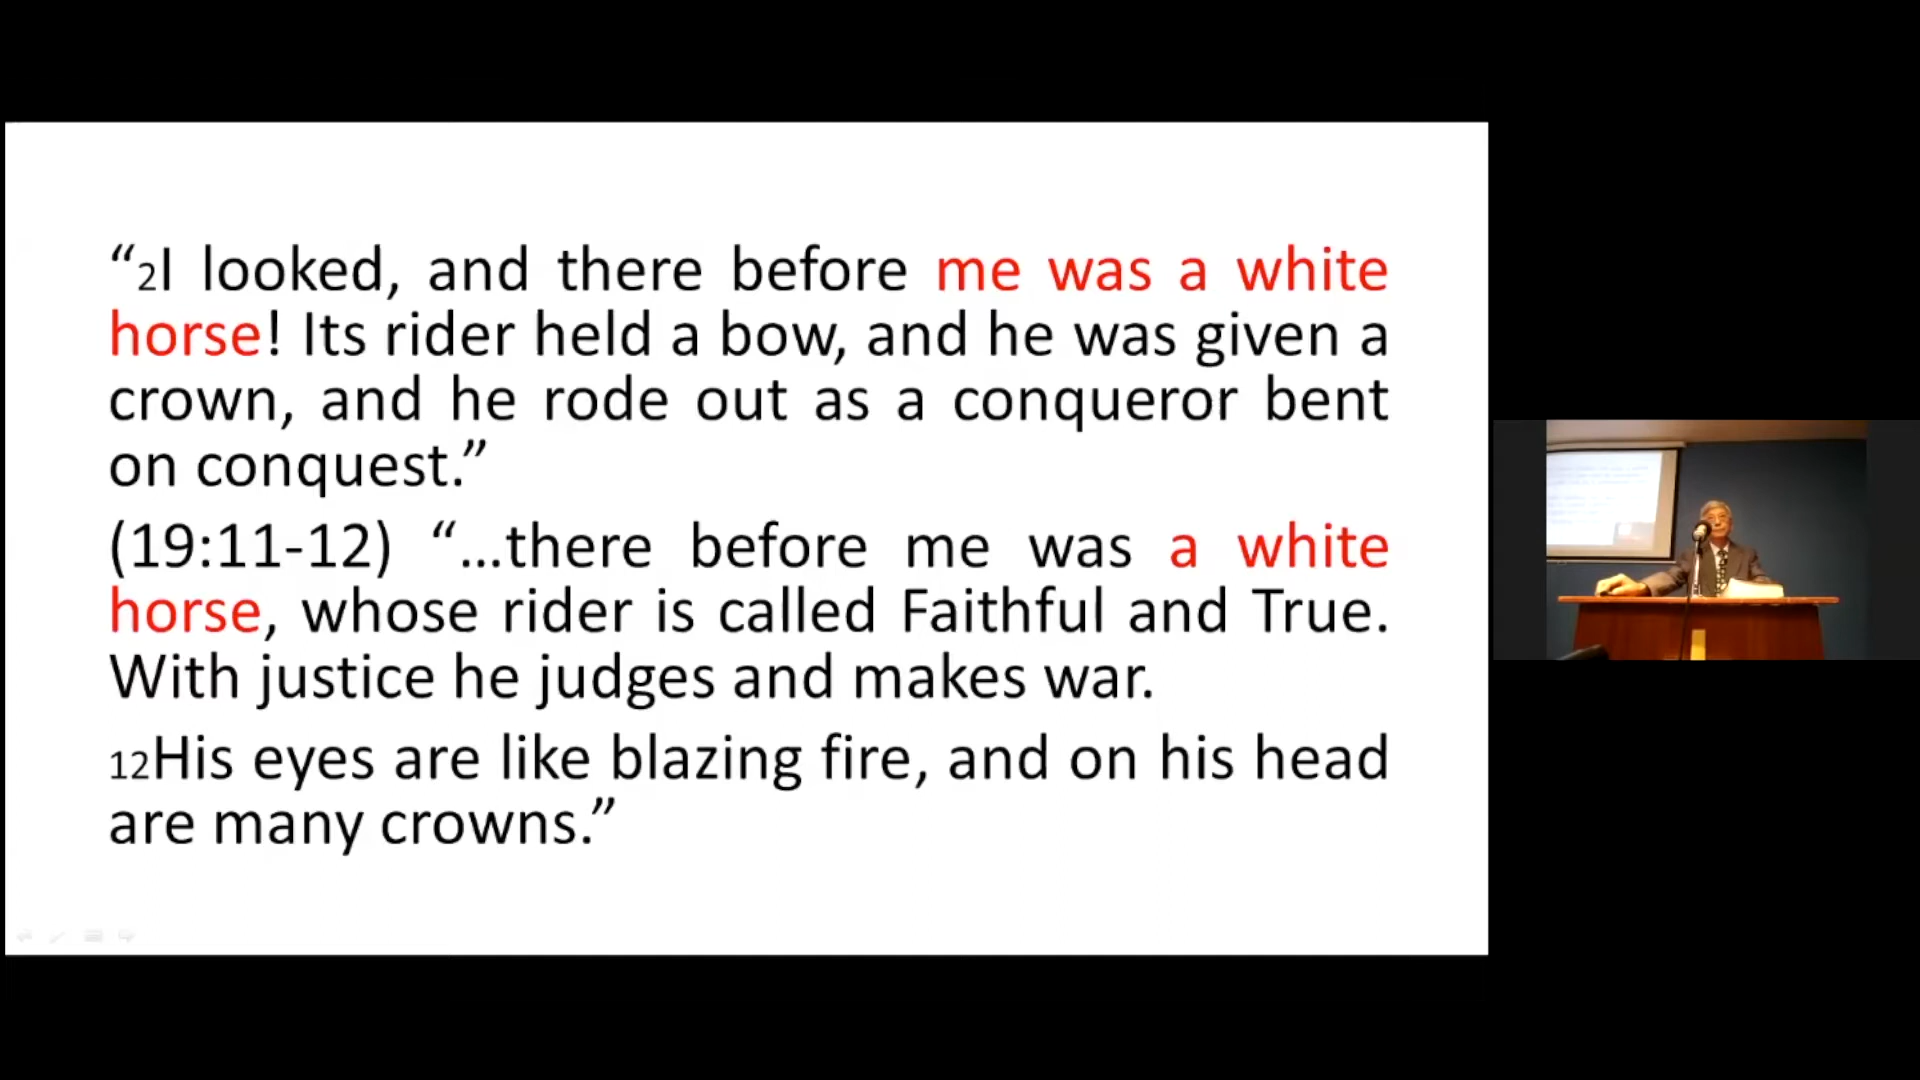 “2I looked, and there before me was a white
horse! Its rider held a bow, and he was given a
crown, and he rode out as a conqueror bent
on conquest.”
(19:11-12) “…there before me was a white
horse, whose rider is called Faithful and True.
With justice he judges and makes war.
12His eyes are like blazing fire, and on his head
are many crowns.”